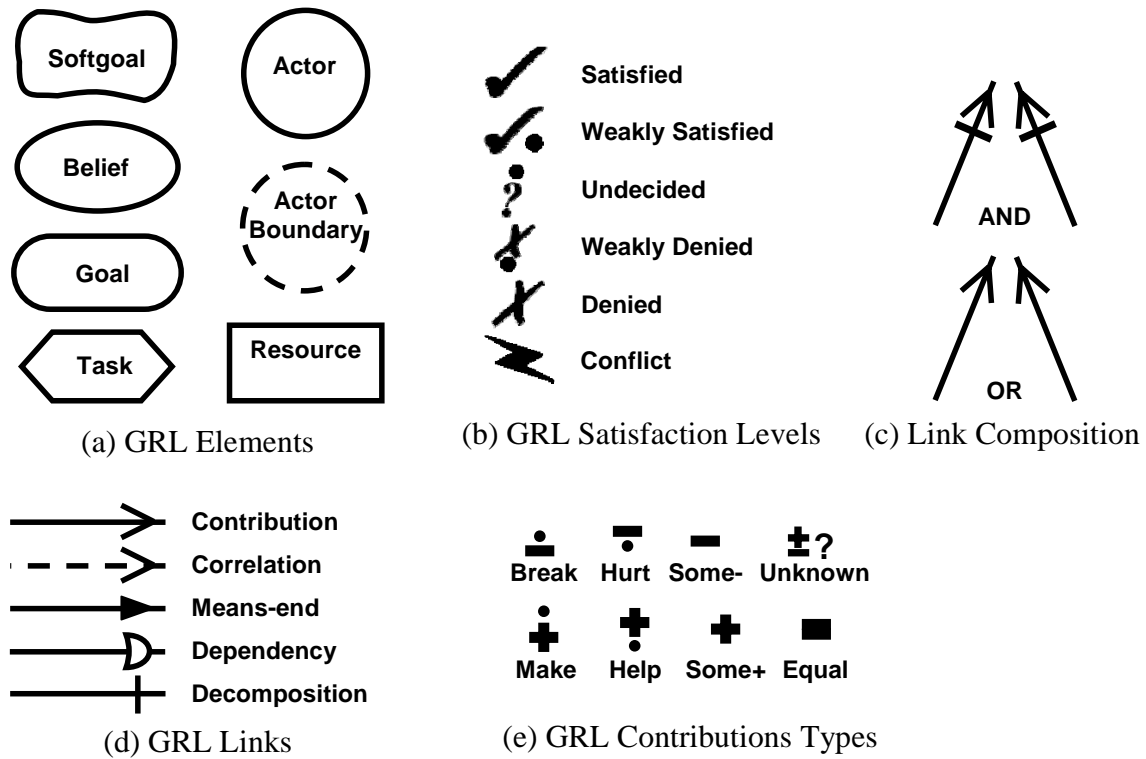 Softgoal
Belief
Goal
Task
Actor
Actor
Boundary
Resource
(a) GRL Elements
Satisfied
Weakly Satisfied
Undecided
Weakly Denied
Denied
Conflict
(b) GRL Satisfaction Levels
AND
OR
(c) Link Composition
Contribution
Correlation
Means-end
Dependency
Decomposition
(d) GRL Links
Break Hurt Some- Unknown
Make Help Some+ Equal
(e) GRL Contributions Types